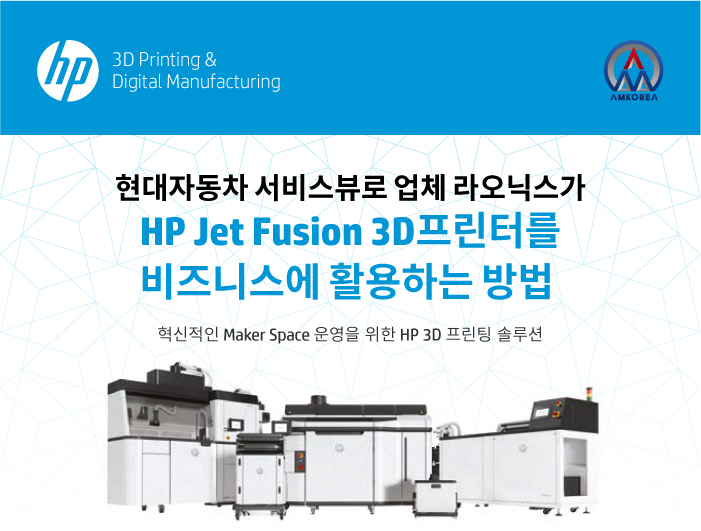 hp
3D Printing &
Digital Manufacturing
AMKOREA
현대자동차 서비스뷰로 업체 라오닉스가
HP Jet Fusion 3D프린터를
비즈니스에 활용하는 방법
혁신적인 Maker Space 운영을 위한 HP 3D 프린팅 솔루션